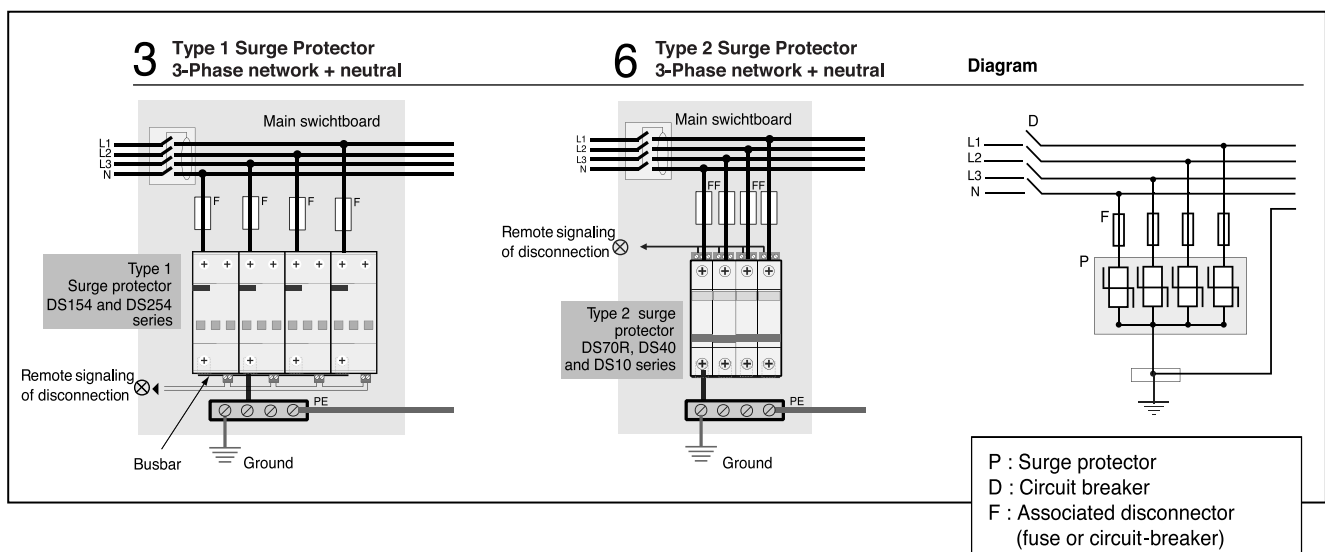 3 Type 1 Surge Protector
3-Phase network + neutral
Main swichtboard
L1
L2
L3
N
F F F F
+ + + + + + + +
Type 1
Surge protector
DS154 and DS254
series
+ + + +
Remote signaling
of disconnection
PE
Busbar
Ground
6 Type 2 Surge Protector
3-Phase network + neutral
Main swichtboard
L1
L2
L3
N
FF FF
Remote signaling
of disconnection
+ + + +
Type 2 surge
protector
DS70R, DS40
and DS10 series
+ + + +
PE
Ground
Diagram
D
L1
L2
L3
N
F
P
P : Surge protector
D : Circuit breaker
F : Associated disconnector
(fuse or circuit-breaker)